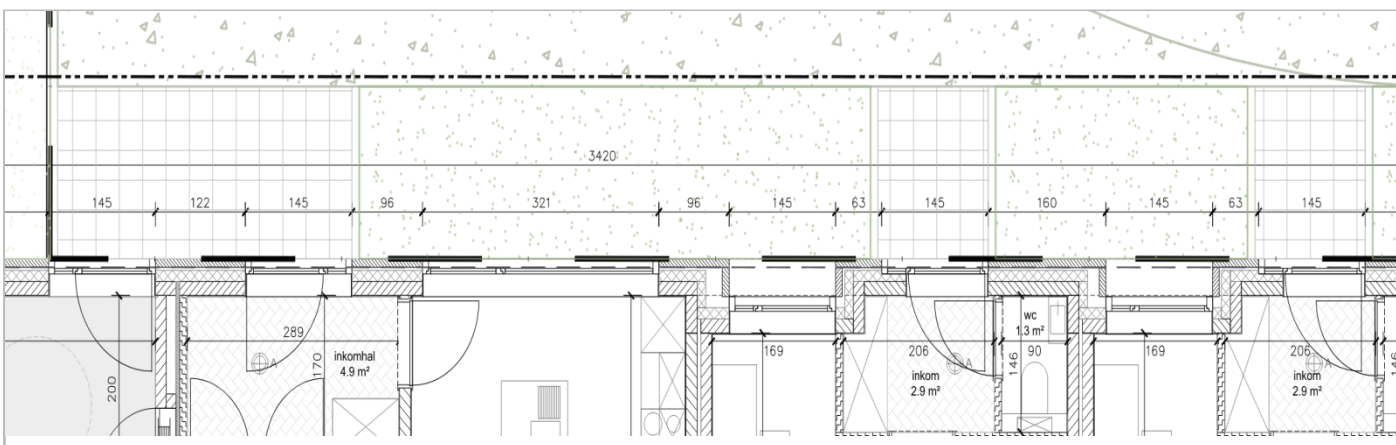 3420
145 122 145 96 321 96 145 63 145 160 145 63 145
wc
1.3 m²
289
169
206
90
169
206
inkomhal
4.9 m²
A
A
A
inkom
2.9 m²
inkom
2.9 m²
170
200
146
146